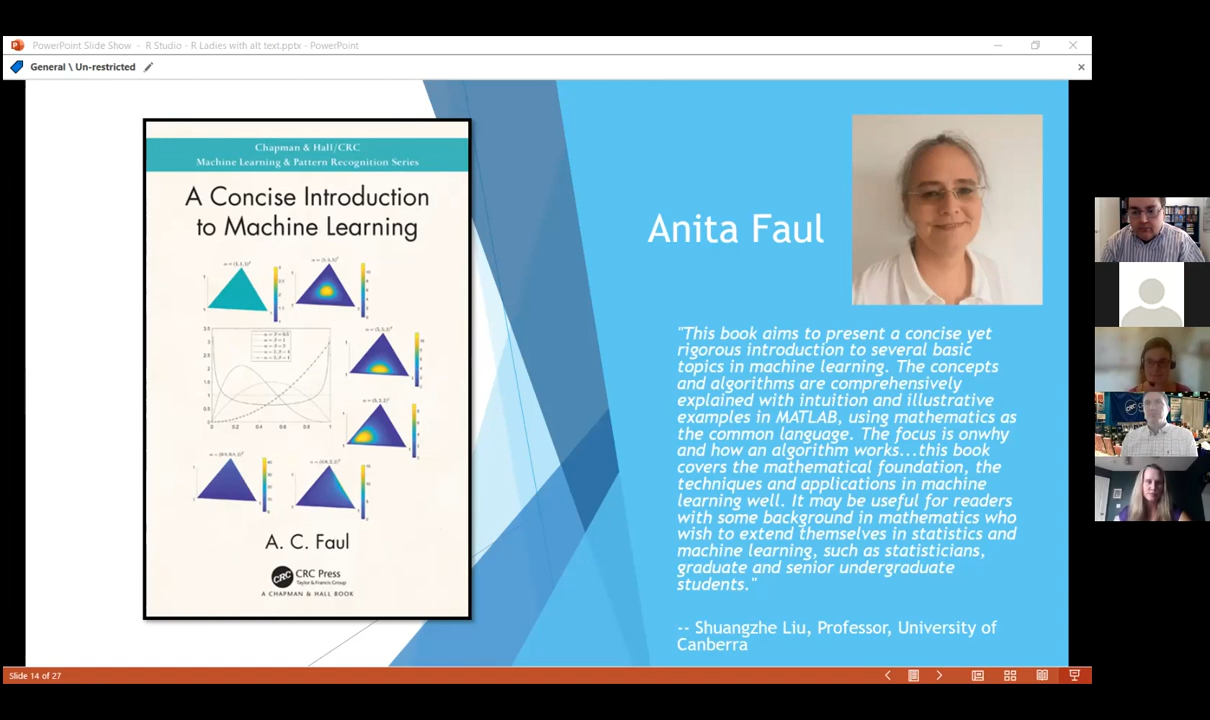 PowerPoint Slide Show - R Studio - R Ladies with alt text.pptx - PowerPoint
General \ Un-restricted
Chapman & Hall/CRC
Machine Learning & Pattern Recognition Series
A Concise Introduction
to Machine Learning
A. C. Faul
CRC
CRC Press
Taylor & Francis Group
A CHAPMAN & HALL BOOK
Anita Faul
"This book aims to present a concise yet
rigorous introduction to several basic
topics in machine learning. The concepts
and algorithms are comprehensively
explained with intuition and illustrative
examples in MATLAB, using mathematics as
the common language. The focus is onwhy
and how an algorithm works...this book
covers the mathematical foundation, the
techniques and applications in machine
learning well. It may be useful for readers
with some background in mathematics who
wish to extend themselves in statistics and
machine learning, such as statisticians,
graduate and senior undergraduate
students."
-- Shuangzhe Liu, Professor, University of
Canberra
Slide 14 of 27